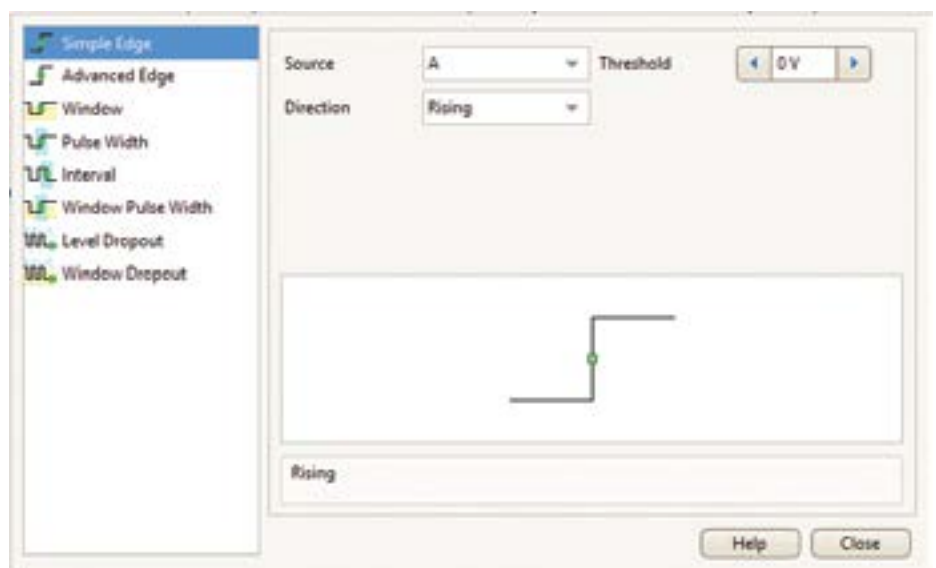 Simple Edge
Advanced Edge
Window
Pulse Width
Interval
Window Pulse Width
Level Dropout
Window Dropout
Source A Threshold 0 V
Direction Rising
Rising
Help Close